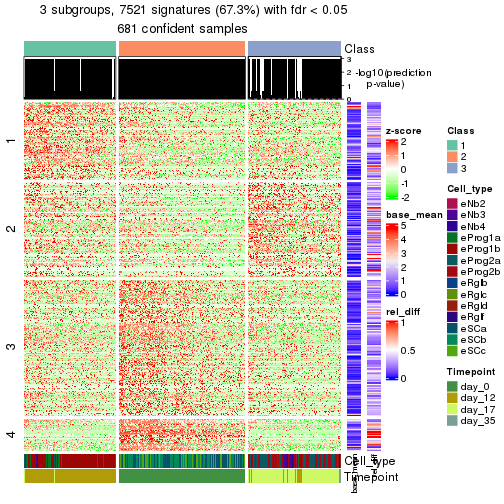 3 subgroups, 7521 signatures (67.3%) with fdr < 0.05
681 confident samples
Class
3
2
1
0
-log10(prediction
p-value)
1
2
3
4
z-score
2
1
0
-1
-2
base_mean
5
4
3
2
1
0
rel_diff
1
0.5
0
Class
1
2
3
Cell_type
eNb2
eNb3
eNb4
eProg1a
eProg1b
eProg2a
eProg2b
eRglb
eRglc
eRgld
eRglf
eSCa
eSCb
eSCc
Timepoint
day_0
day_12
day_17
day_35
Cell_type
Timepoint
base_mean
rel_diff